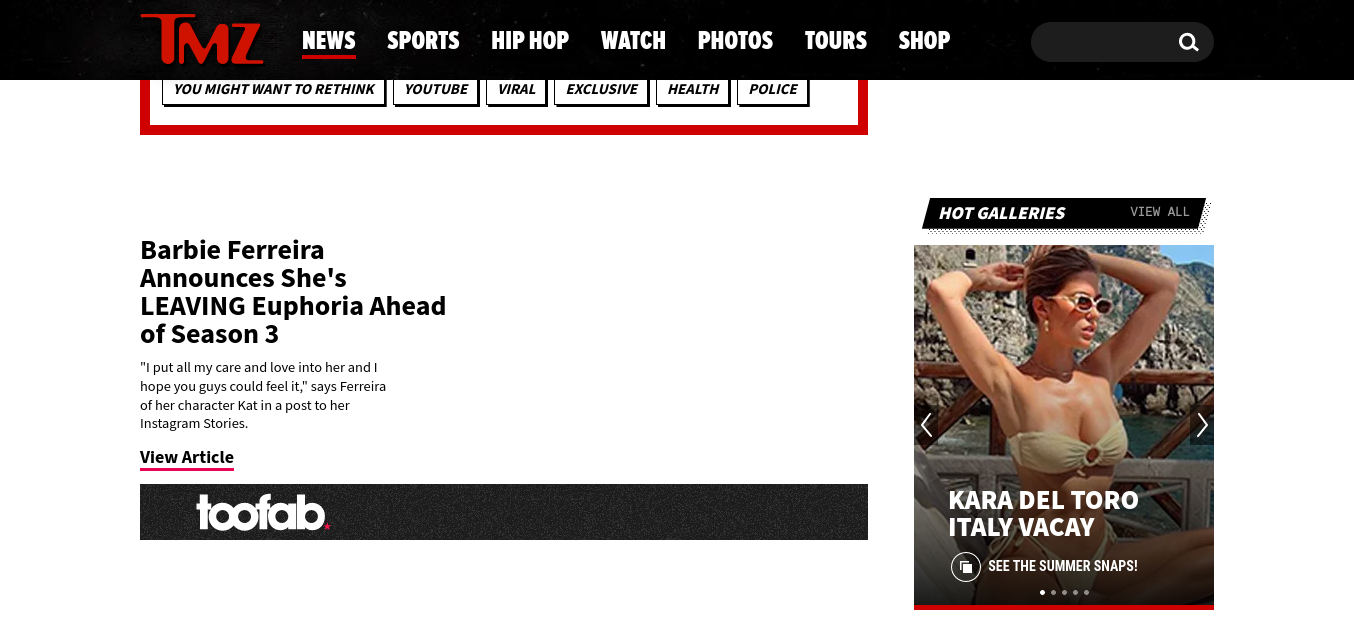 TMZ
NEWS SPORTS HIP HOP WATCH PHOTOS TOURS SHOP
YOU MIGHT WANT TO RETHINK YOUTUBE VIRAL EXCLUSIVE HEALTH POLICE
Barbie Ferreira
Announces She's
LEAVING Euphoria Ahead
of Season 3
"I put all my care and love into her and I
hope you guys could feel it," says Ferreira
of her character Kat in a post to her
Instagram Stories.
View Article
toofab
HOT GALLERIES VIEW ALL
KARA DEL TORO
ITALY VACAY
SEE THE SUMMER SNAPS!